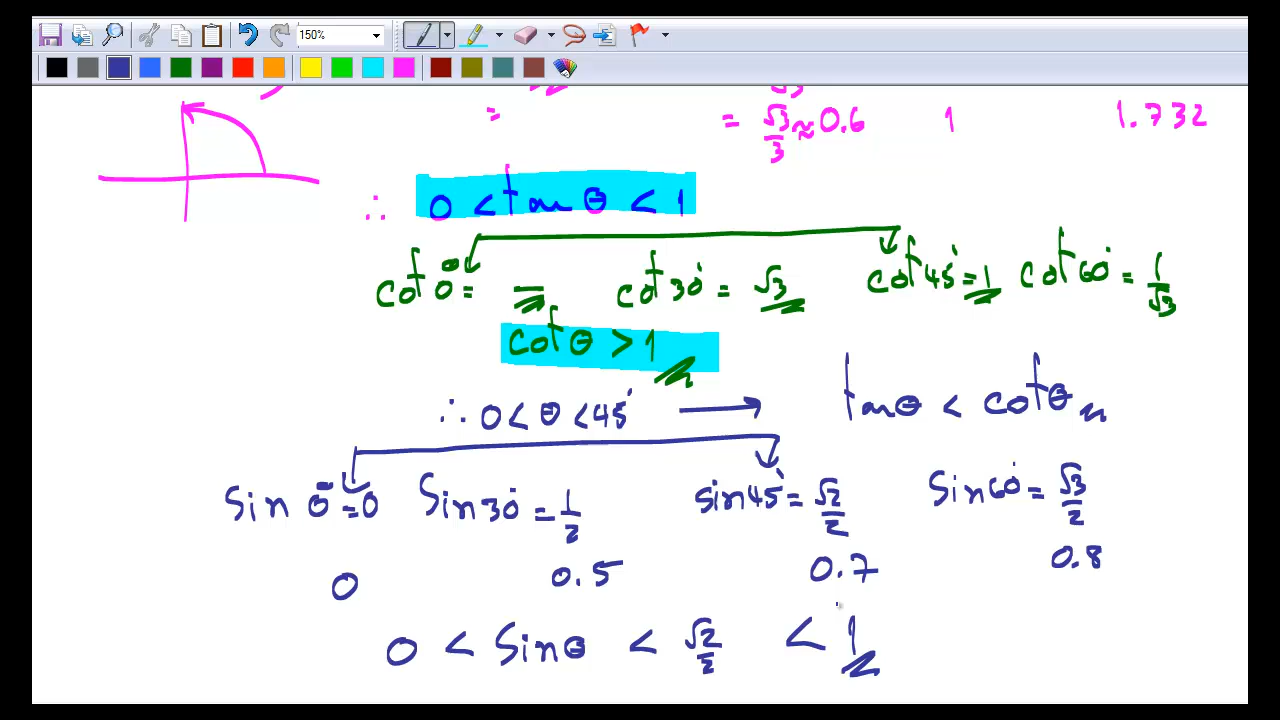 150%
= = √3/3 ≈ 0.6 1 1.732
∴ 0 < tan θ < 1
cot 0° = — cot 30° = √3 cot 45° = 1 cot 60° = 1/√3
cot θ > 1
∴ 0 < θ < 45° → tan θ < cot θ
Sin 0° = 0 Sin 30° = 1/2 Sin 45° = √2/2 Sin 60° = √3/2
0 0.5 0.7 0.8
0 < Sin θ < √2/2 < 1